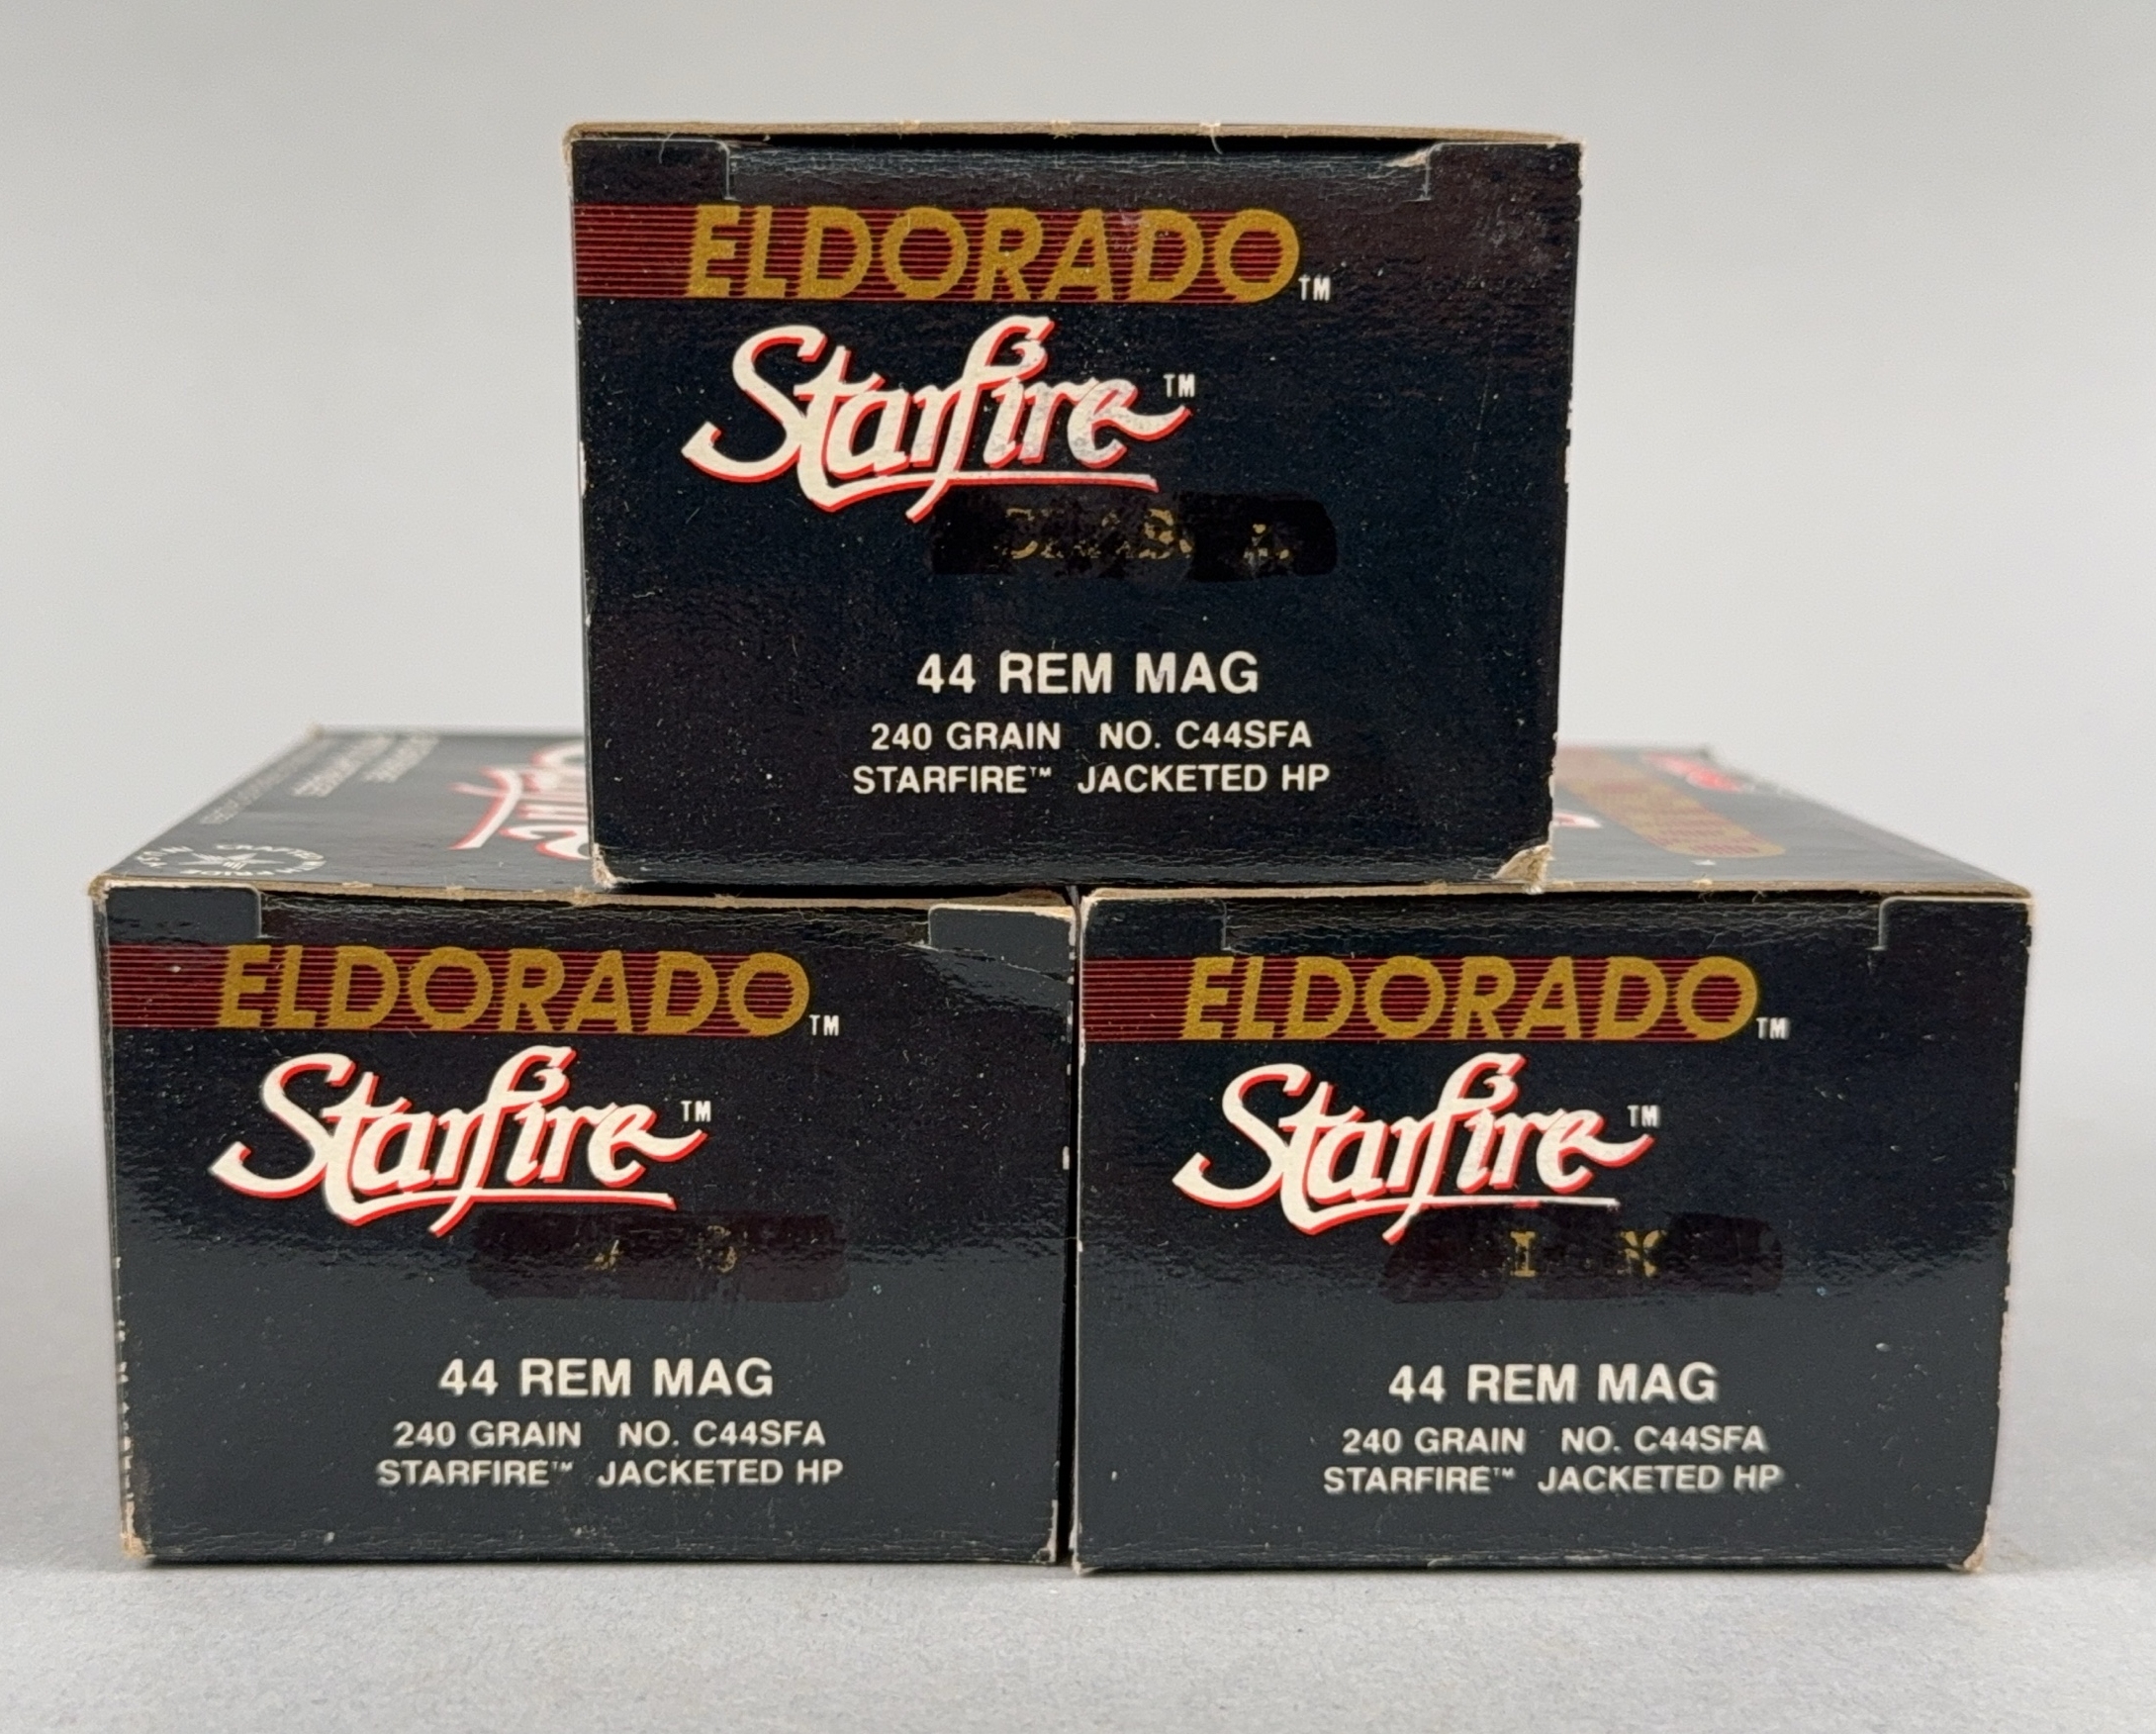 ELDORADO™
Starfire™
44 REM MAG
240 GRAIN NO. C44SFA
STARFIRE™ JACKETED HP
ELDORADO™
Starfire™
44 REM MAG
240 GRAIN NO. C44SFA
STARFIRE™ JACKETED HP
ELDORADO™
Starfire™
44 REM MAG
240 GRAIN NO. C44SFA
STARFIRE™ JACKETED HP